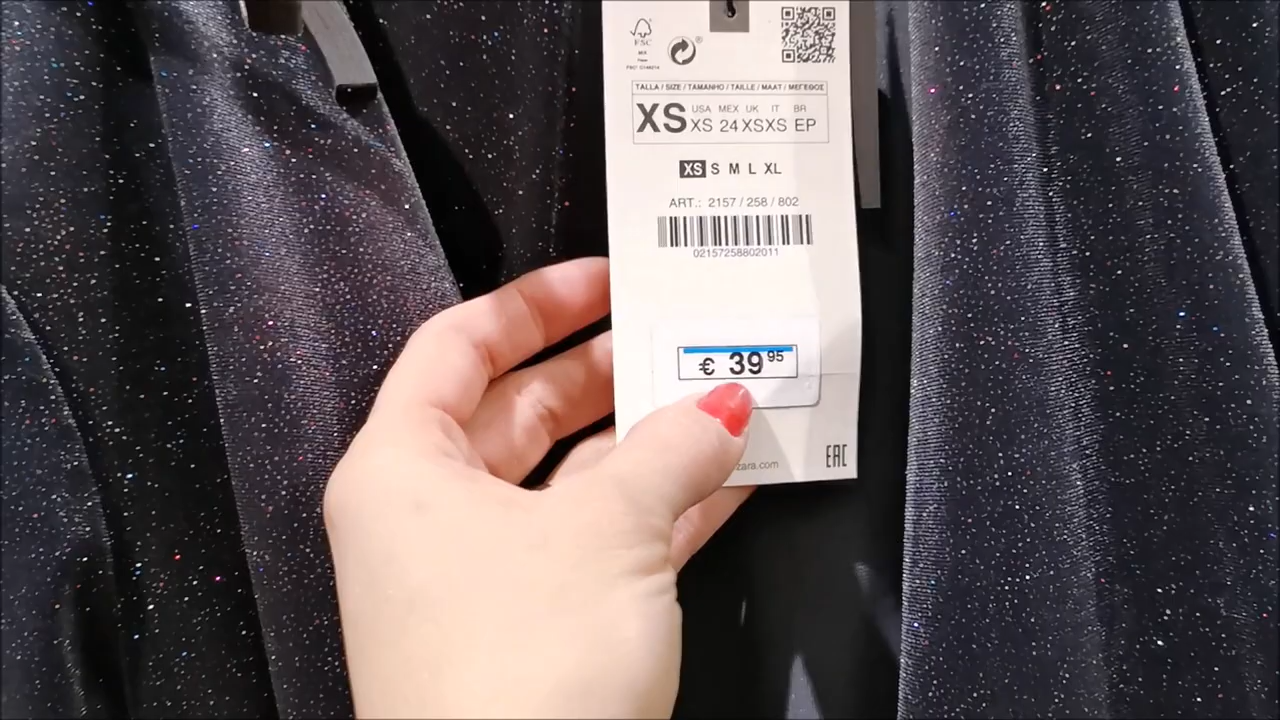 FSC
®
TALLA / SIZE / TAMANHO / TAILLE / MAAT / ΜΕΓΕΘΟΣ
XS USA XS MEX 24 UK XS IT XS BR EP
XS S M L XL
ART.: 2157 / 258 / 802
02157258802011
€ 39 95
zara.com
EAC